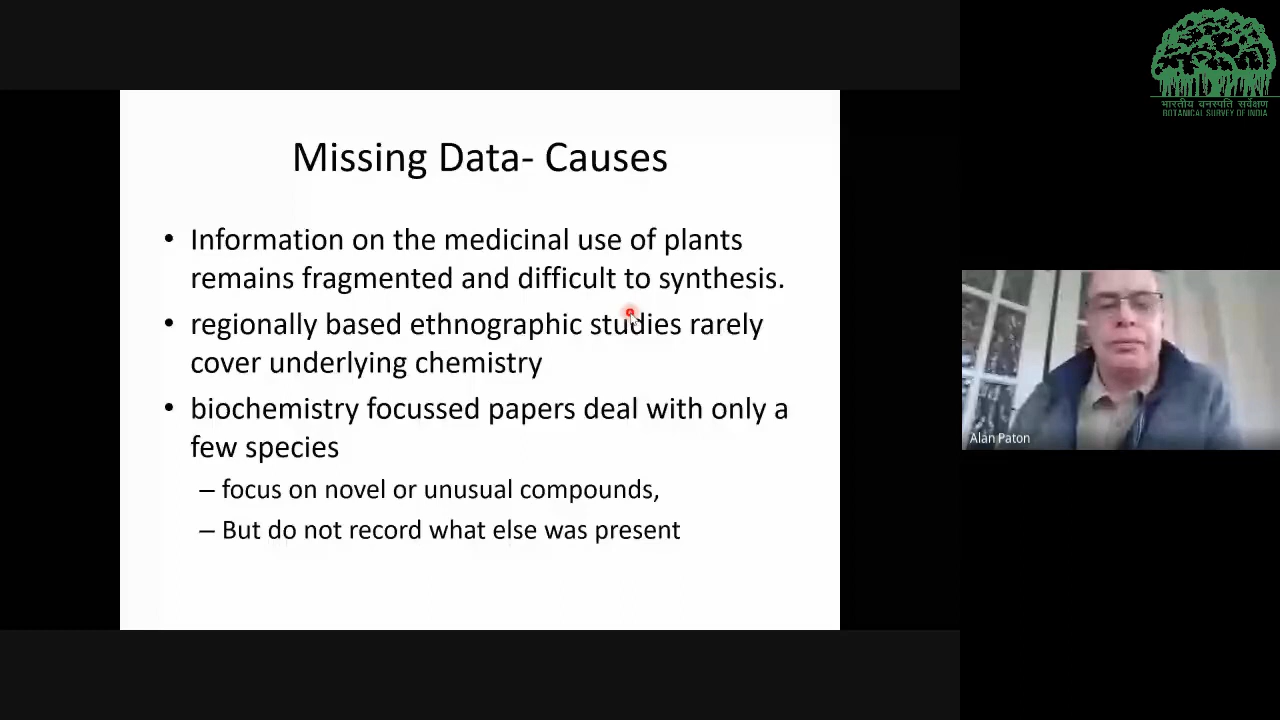 Missing Data- Causes
• Information on the medicinal use of plants
remains fragmented and difficult to synthesis.
• regionally based ethnographic studies rarely
cover underlying chemistry
• biochemistry focussed papers deal with only a
few species
– focus on novel or unusual compounds,
– But do not record what else was present
भारतीय वनस्पति सर्वेक्षण
BOTANICAL SURVEY OF INDIA
Alan Paton